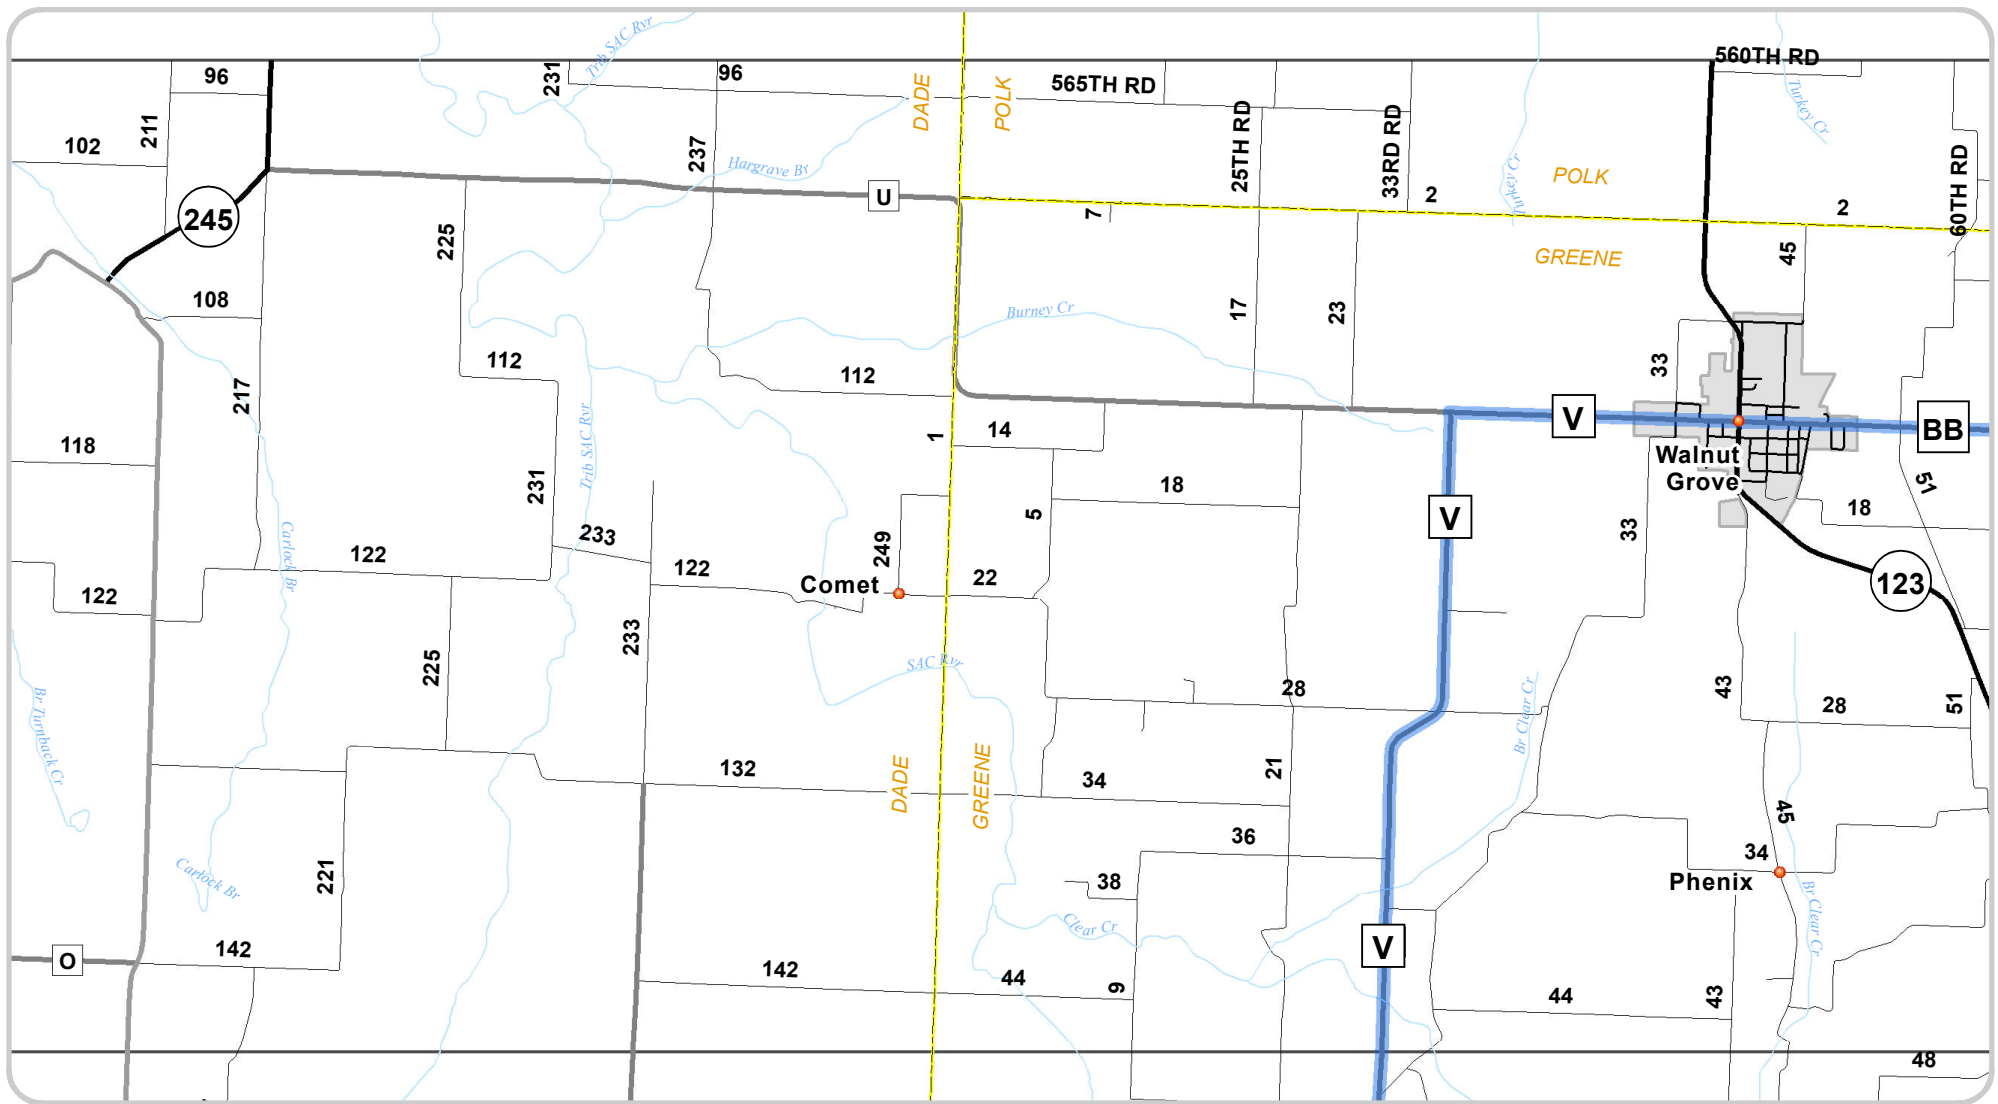 560TH RD
Trib SAC Rvr
96
231
96
565TH RD
Turkey Cr
211
DADE
POLK
102
237
25TH RD
33RD RD
60TH RD
Hargrave Br
POLK
Turkey Cr
U
2
2
7
245
225
45
GREENE
108
Burney Cr
17
23
112
112
33
217
V
BB
118
14
1
Trib SAC Rvr
Walnut
Grove
231
18
51
18
5
V
33
233
249
Carlock Br
122
122
Comet
22
123
122
233
225
SAC Rvr
28
43
28
51
Br Turnback Cr
Br Clear Cr
132
DADE
GREENE
34
21
45
36
34
Phenix
221
38
Carlock Br
Clear Cr
Br Clear Cr
V
142
O
142
44
9
44
43
48